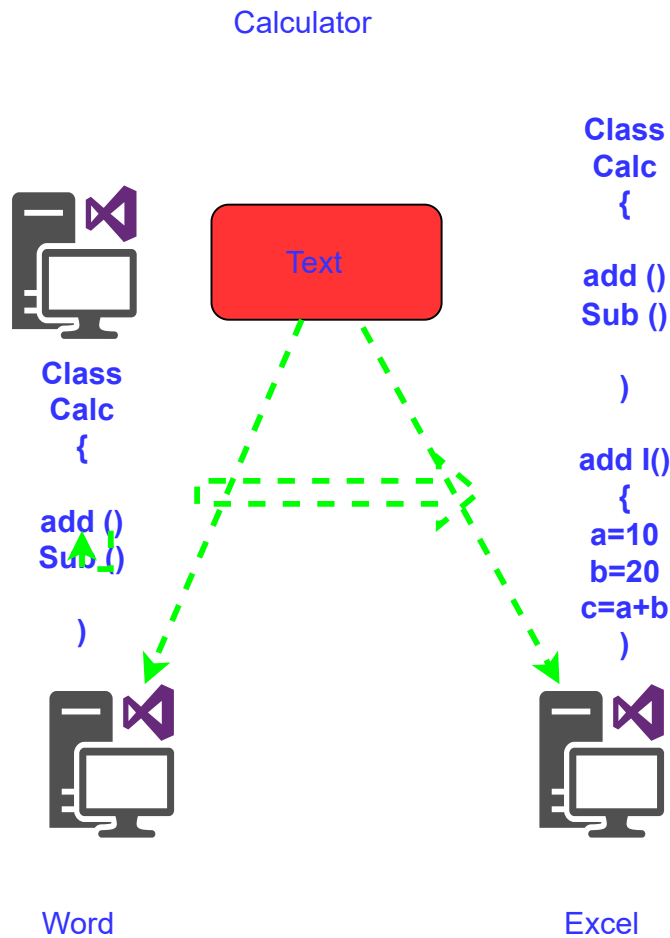 Calculator
Text
Class
Calc
{
add ()
Sub ()
)
Class
Calc
{
add ()
Sub ()
)
add I()
{
a=10
b=20
c=a+b
)
Word
Excel